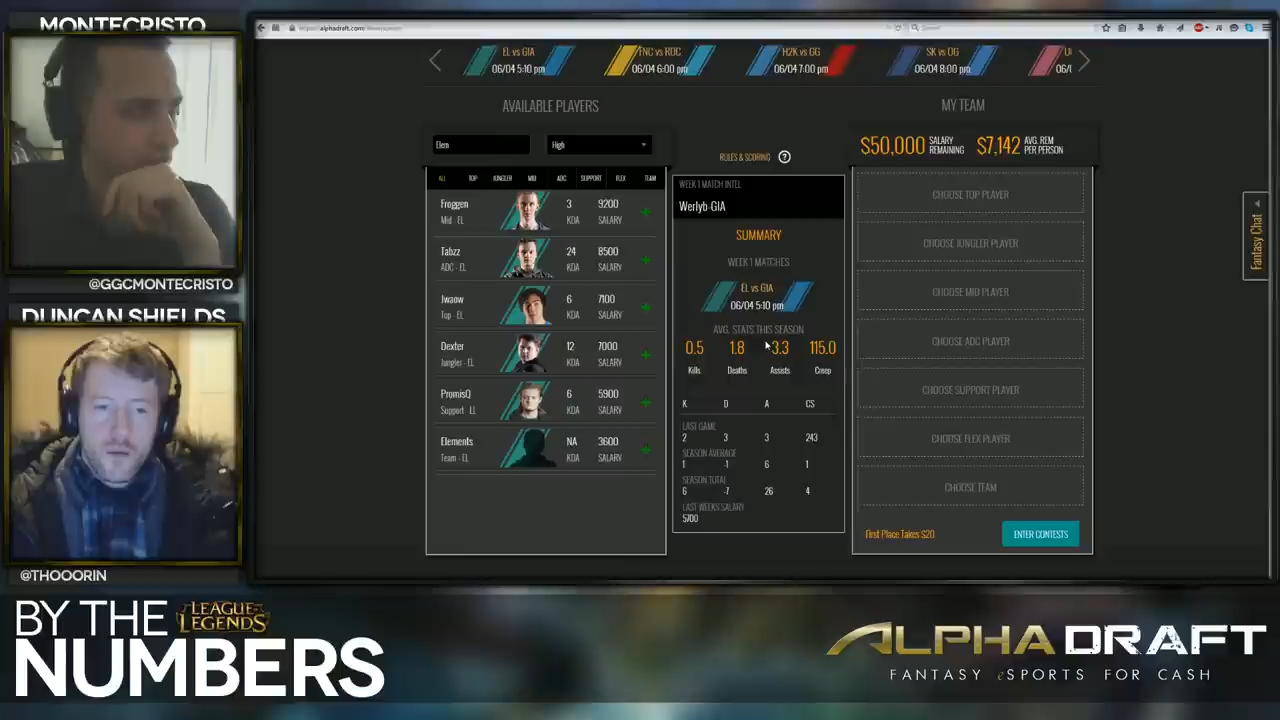 MONTECRISTO
@GGCMONTECRISTO
DUNCAN SHIELDS
@THOOORIN
EL vs GIA
06/04 5:10 pm
FNC vs ROC
06/04 6:00 pm
H2K vs GG
06/04 7:00 pm
SK vs OG
06/04 8:00 pm
AVAILABLE PLAYERS
Elem
High
ALL TOP JUNGLER MID ADC SUPPORT FLEX TEAM
Froggen 3 9200
Mid - EL KDA SALARY
Tabzz 24 8500
ADC - EL KDA SALARY
Jwaow 6 7100
Top - EL KDA SALARY
Dexter 12 7000
Jungler - EL KDA SALARY
PromisQ 6 5900
Support - EL KDA SALARY
Elements NA 3600
Team - EL KDA SALARY
RULES & SCORING ?
WEEK 1 MATCH INTEL
Werlyb-GIA
SUMMARY
WEEK 1 MATCHES
EL vs GIA
06/04 5:10 pm
AVG. STATS THIS SEASON
0.5 1.8 3.3 115.0
Kills Deaths Assists Creep
K D A CS
LAST GAME
2 3 3 243
SEASON AVERAGE
1 -1 6 1
SEASON TOTAL
6 -7 26 4
LAST WEEKS SALARY
5700
MY TEAM
$50,000 SALARY REMAINING
$7,142 AVG. REM PER PERSON
CHOOSE TOP PLAYER
CHOOSE JUNGLER PLAYER
CHOOSE MID PLAYER
CHOOSE ADC PLAYER
CHOOSE SUPPORT PLAYER
CHOOSE FLEX PLAYER
CHOOSE TEAM
First Place Takes $20
ENTER CONTESTS
Fantasy Chat
BY THE LEAGUE OF LEGENDS
NUMBERS
ALPHADRAFT
FANTASY eSPORTS FOR CASH